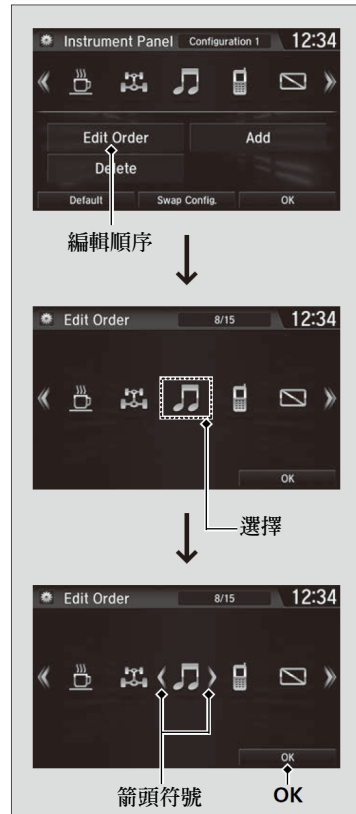 Instrument Panel Configuration 1 12:34
Edit Order Add
Delete
Default Swap Config. OK
編輯順序
Edit Order 8/15 12:34
OK
選擇
Edit Order 8/15 12:34
OK
箭頭符號 OK